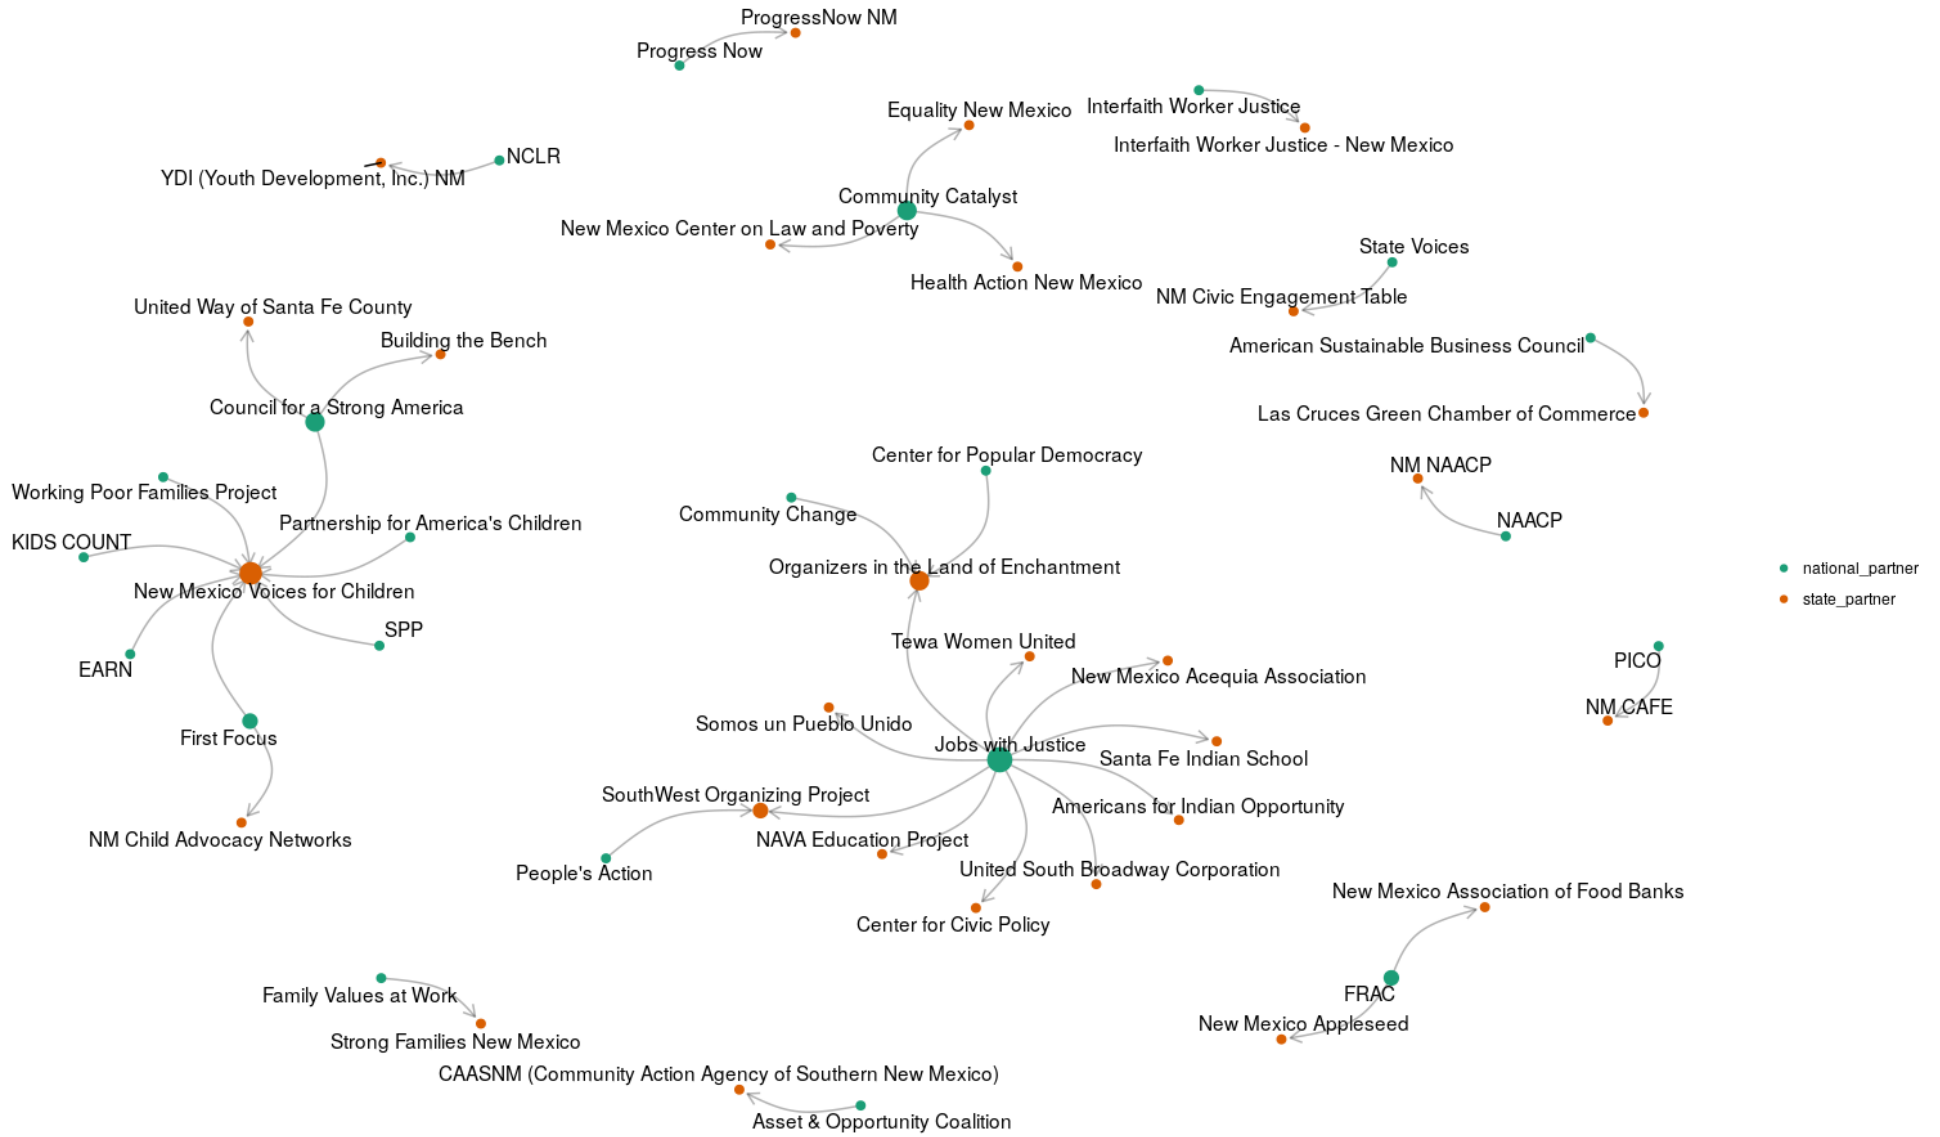 ProgressNow NM
Progress Now
Equality New Mexico
Interfaith Worker Justice
Interfaith Worker Justice - New Mexico
NCLR
YDI (Youth Development, Inc.) NM
Community Catalyst
New Mexico Center on Law and Poverty
State Voices
Health Action New Mexico
NM Civic Engagement Table
United Way of Santa Fe County
Building the Bench
American Sustainable Business Council
Council for a Strong America
Las Cruces Green Chamber of Commerce
Center for Popular Democracy
NM NAACP
Working Poor Families Project
Community Change
Partnership for America's Children
NAACP
KIDS COUNT
Organizers in the Land of Enchantment
national_partner
New Mexico Voices for Children
state_partner
SPP
Tewa Women United
EARN
PICO
New Mexico Acequia Association
NM CAFE
Somos un Pueblo Unido
First Focus
Jobs with Justice
Santa Fe Indian School
SouthWest Organizing Project
Americans for Indian Opportunity
NM Child Advocacy Networks
NAVA Education Project
People's Action
United South Broadway Corporation
New Mexico Association of Food Banks
Center for Civic Policy
Family Values at Work
FRAC
New Mexico Appleseed
Strong Families New Mexico
CAASNM (Community Action Agency of Southern New Mexico)
Asset & Opportunity Coalition